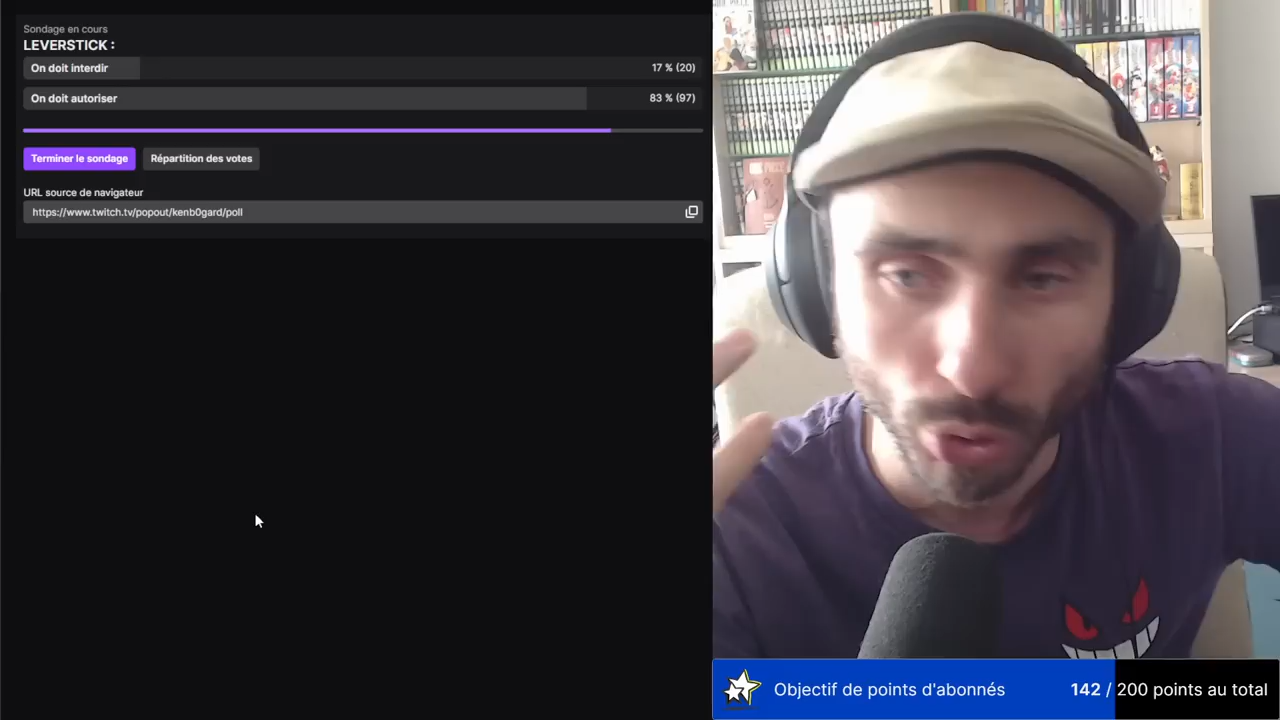 Sondage en cours
LEVERSTICK :
On doit interdir
17 % (20)
On doit autoriser
83 % (97)
Terminer le sondage
Répartition des votes
URL source de navigateur
https://www.twitch.tv/popout/kenb0gard/poll
Objectif de points d'abonnés
142 / 200 points au total